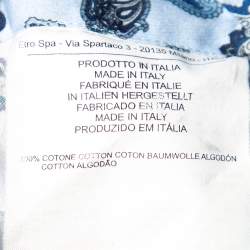 Etro Spa - Via Spartaco 3 - 20135 Milano -
PRODOTTO IN ITALIA
MADE IN ITALY
FABRIQUÉ EN ITALIE
IN ITALIEN HERGESTELLT
FABRICADO EN ITALIA
MADE IN ITALY
PRODUZIDO EM ITÁLIA
100% COTONE COTTON COTON BAUMWOLLE ALGODÓN
COTTON ALGODÃO